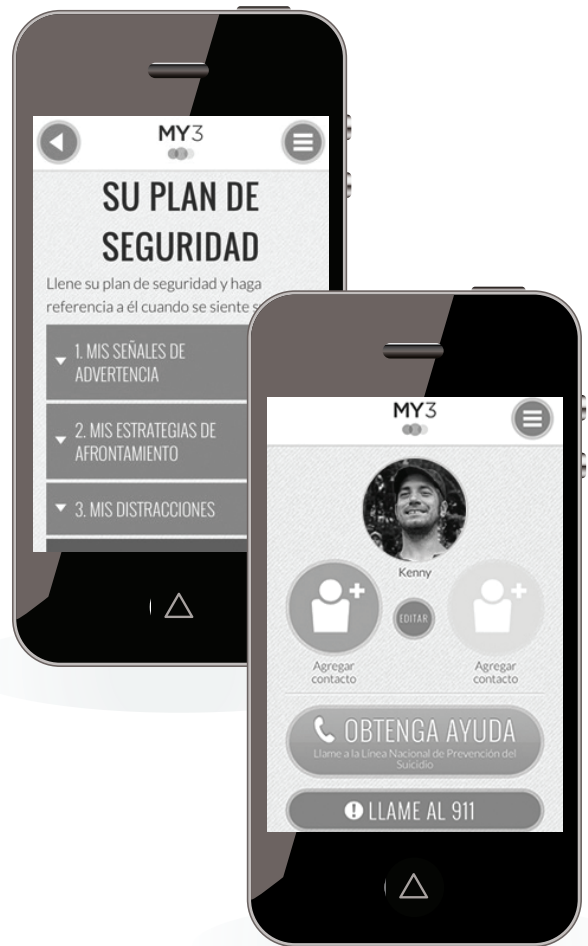 MY3
SU PLAN DE
SEGURIDAD
Llene su plan de seguridad y haga
referencia a él cuando se siente
1. MIS SEÑALES DE
ADVERTENCIA
2. MIS ESTRATEGIAS DE
AFRONTAMIENTO
3. MIS DISTRACCIONES
MY3
Kenny
EDITAR
Agregar
contacto
Agregar
contacto
OBTENGA AYUDA
Llame a la Línea Nacional de Prevención del
Suicidio
LLAME AL 911